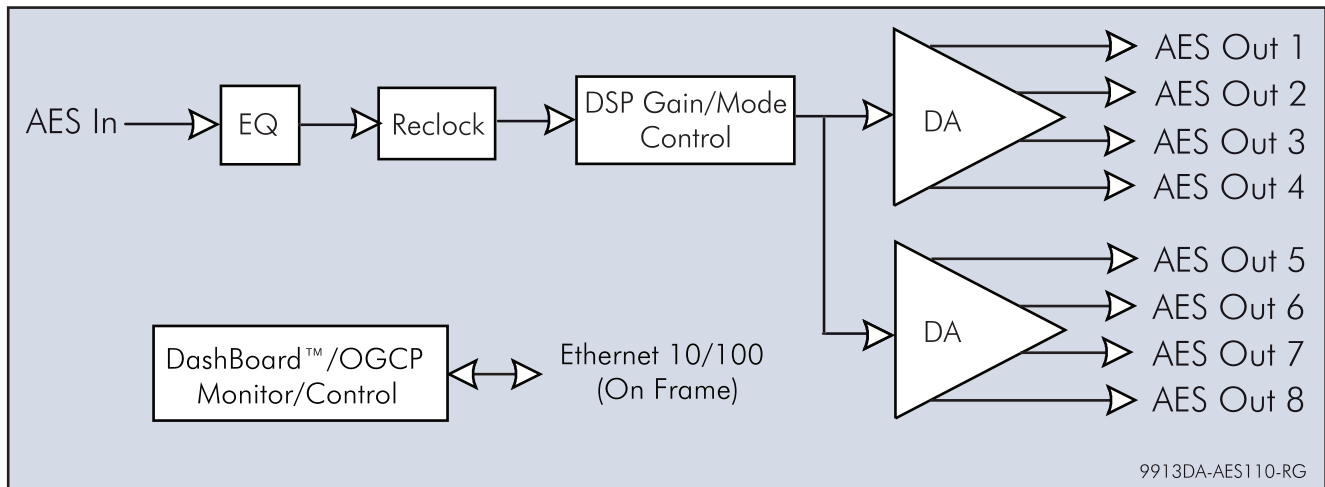 AES In
EQ
Reclock
DSP Gain/Mode
Control
DA
AES Out 1
AES Out 2
AES Out 3
AES Out 4
DA
AES Out 5
AES Out 6
AES Out 7
AES Out 8
DashBoard™/OGCP
Monitor/Control
Ethernet 10/100
(On Frame)
9913DA-AES110-RG